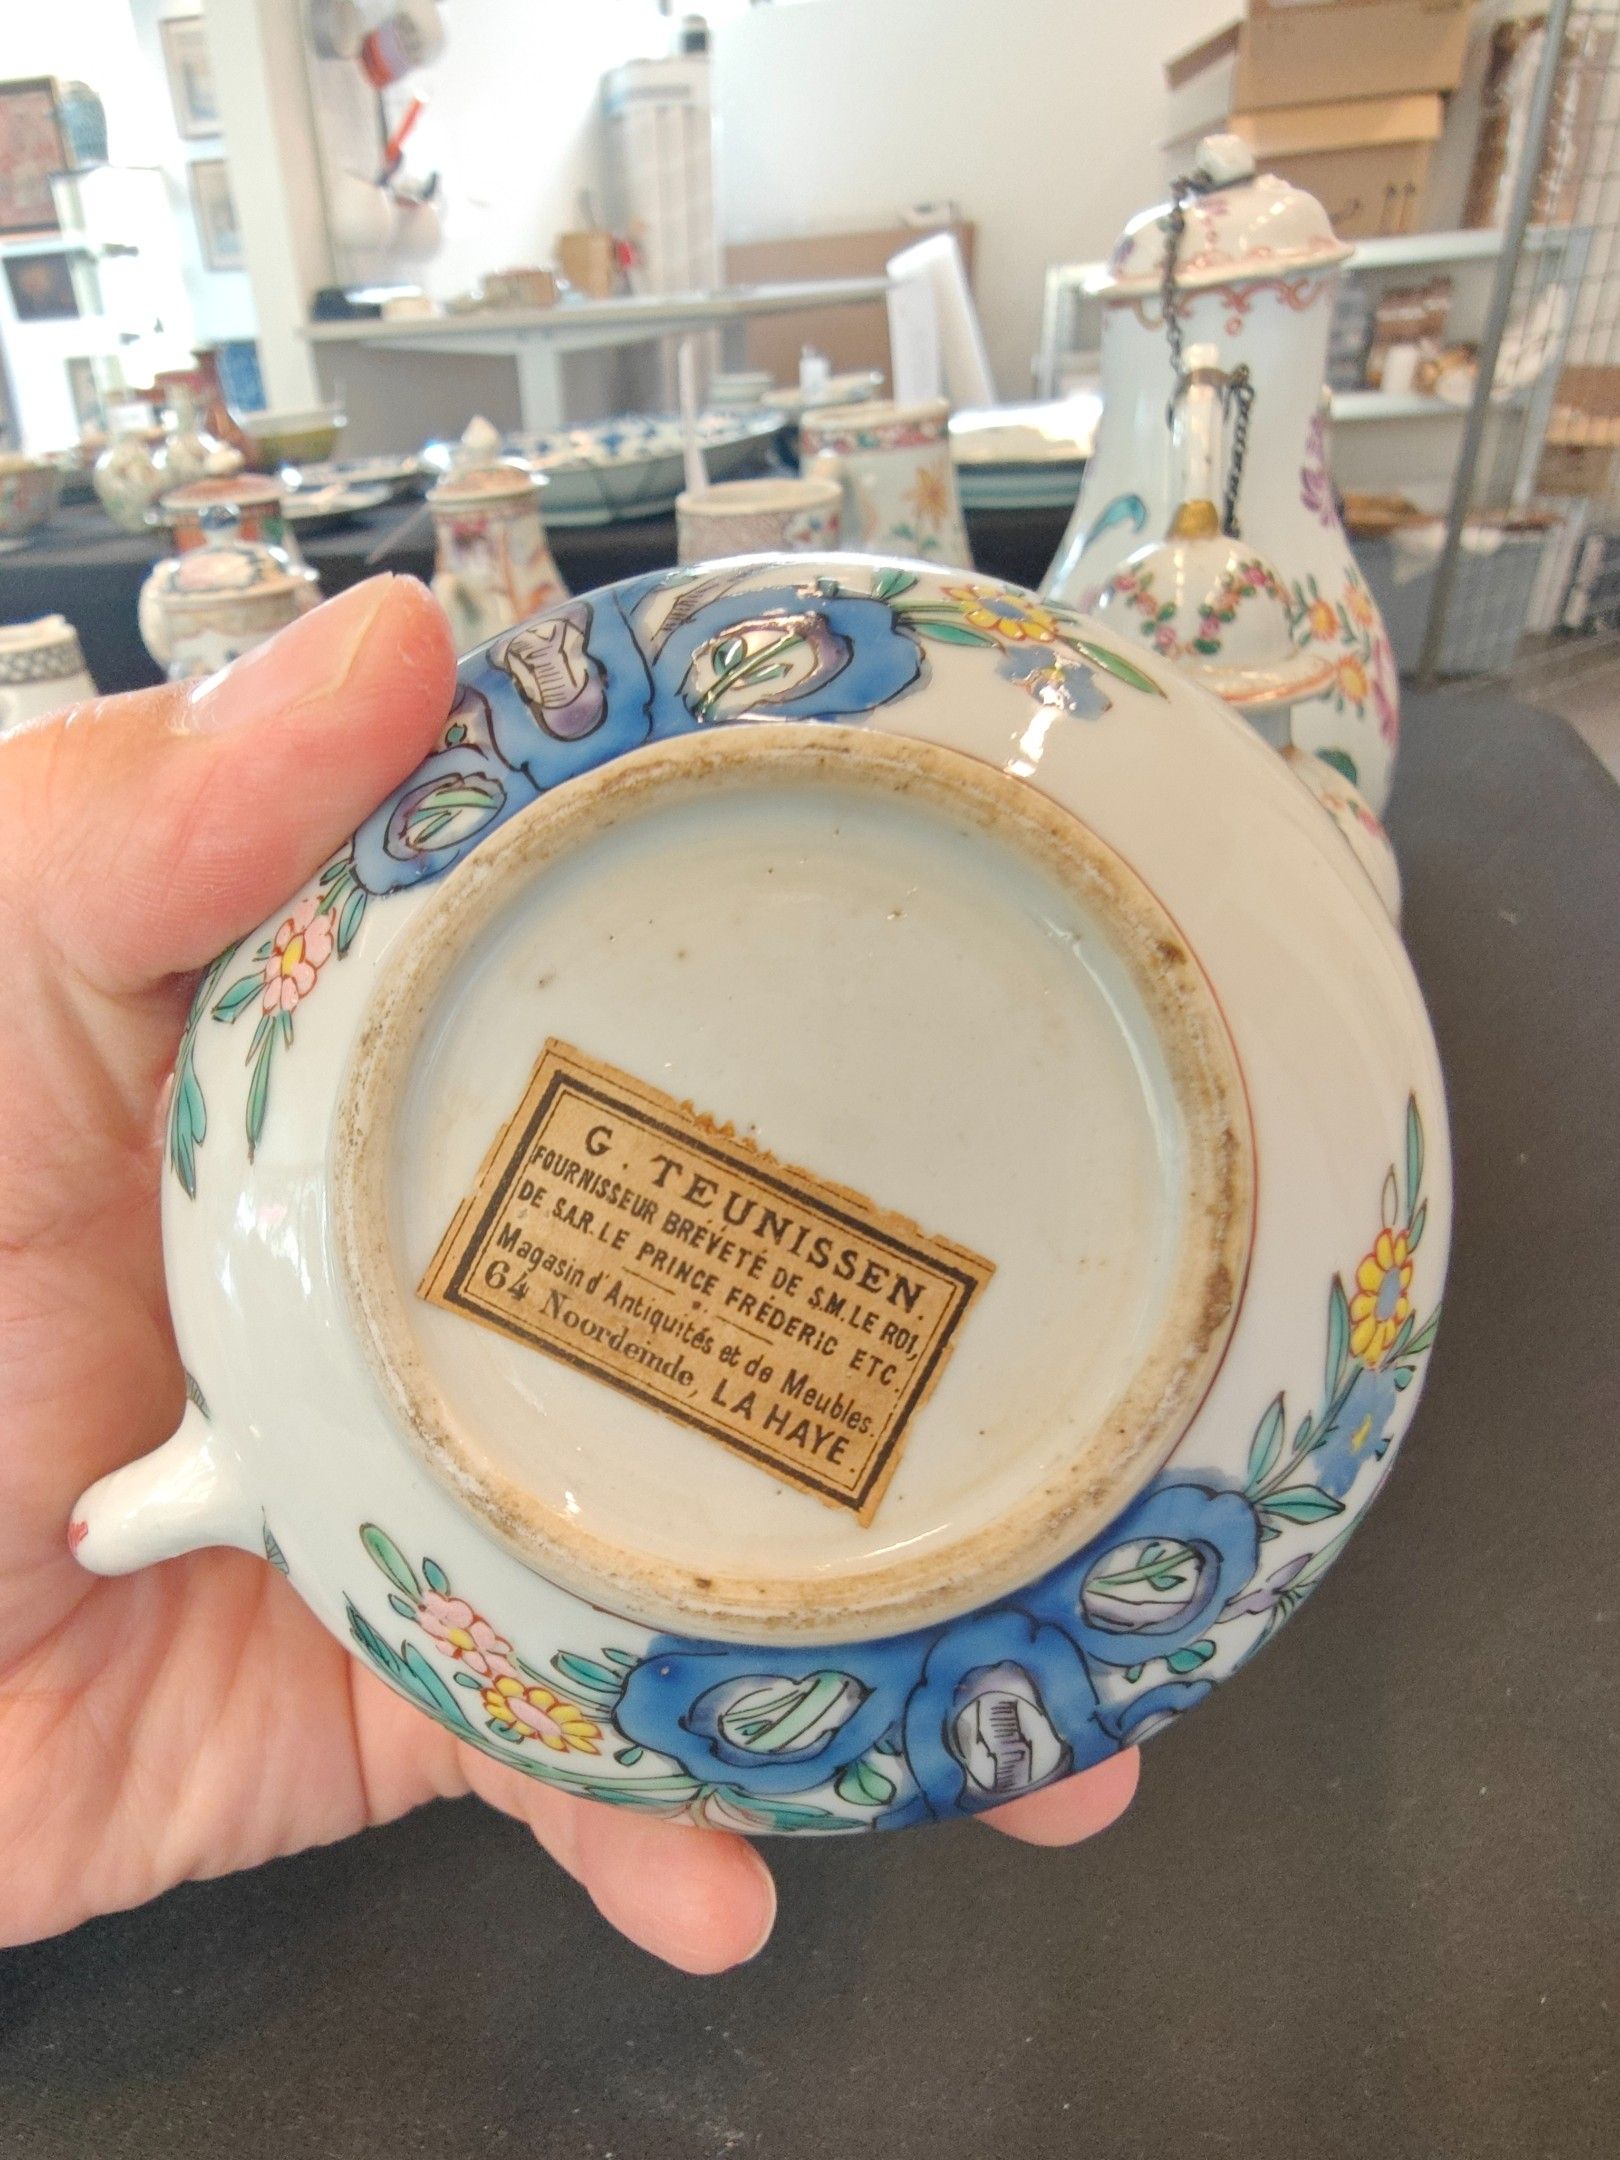 G. TEUNISSEN.
FOURNISSEUR BRÉVETÉ DE S.M. LE ROI,
DE S.A.R. LE PRINCE FRÉDERIC ETC.
Magasin d'Antiquités et de Meubles.
64 Noordeinde, LA HAYE.